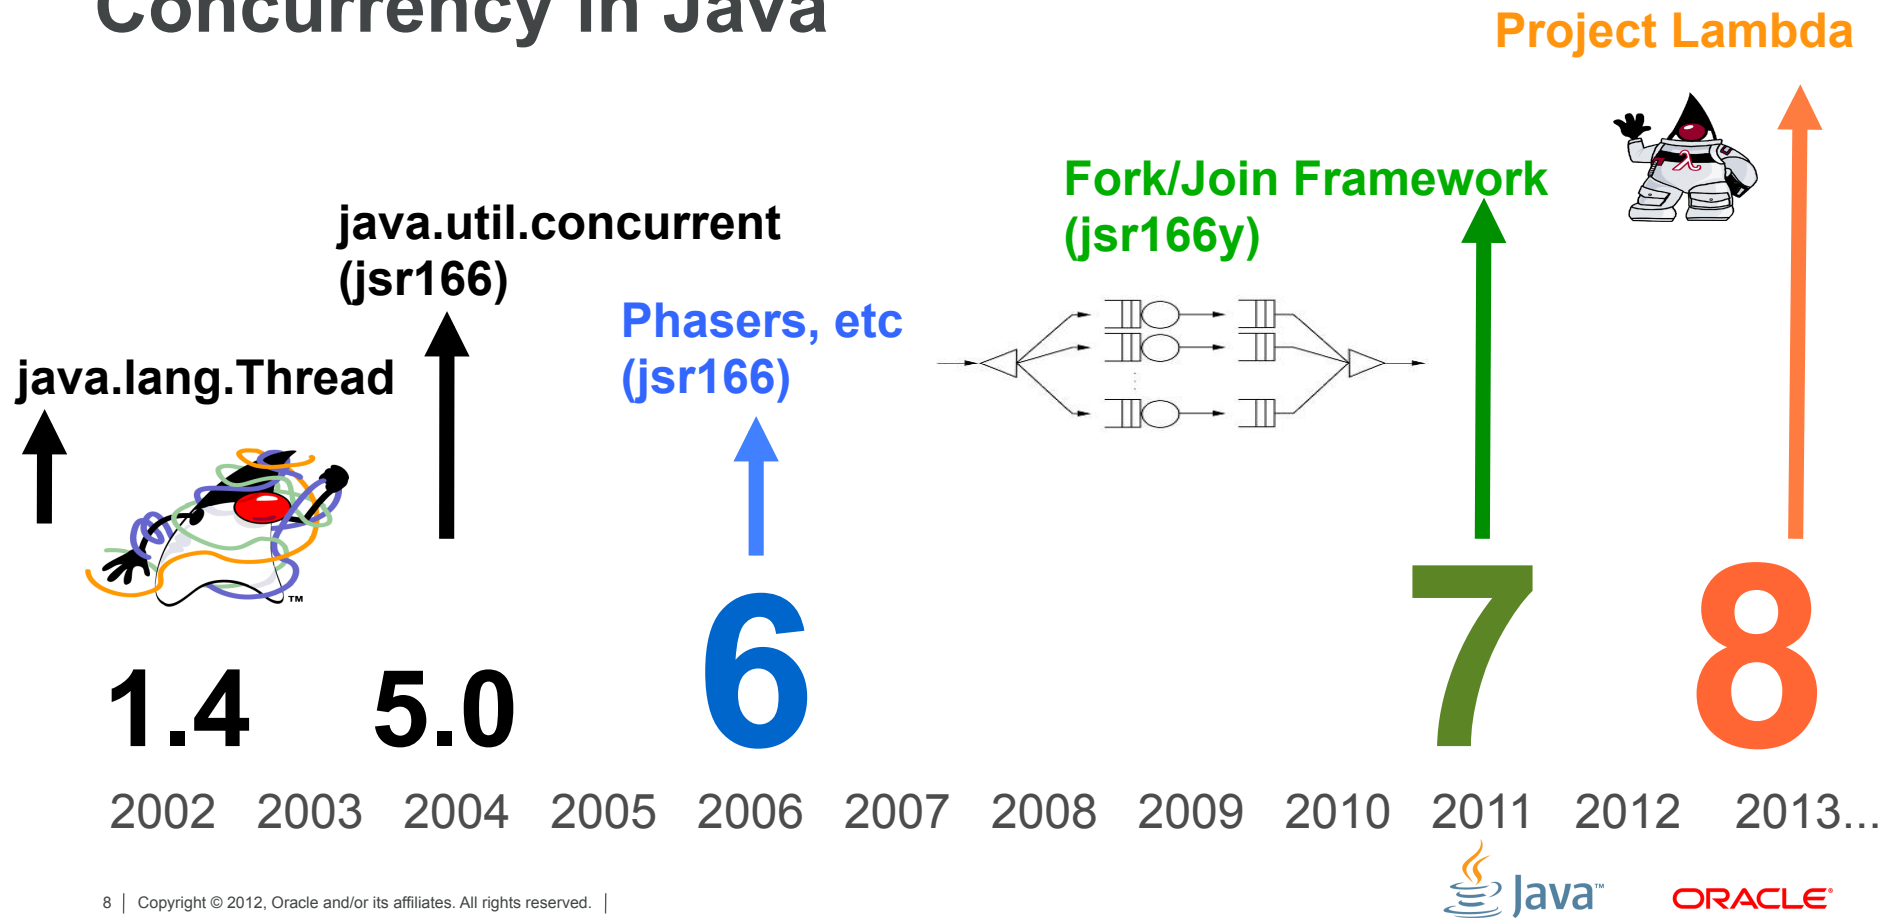 Concurrency in Java
Project Lambda
Fork/Join Framework
(jsr166y)
java.util.concurrent
(jsr166)
Phasers, etc
(jsr166)
java.lang.Thread
λ
TM
1.4 5.0 6 7 8
2002 2003 2004 2005 2006 2007 2008 2009 2010 2011 2012 2013...
8 | Copyright © 2012, Oracle and/or its affiliates. All rights reserved. |
Java™
ORACLE®